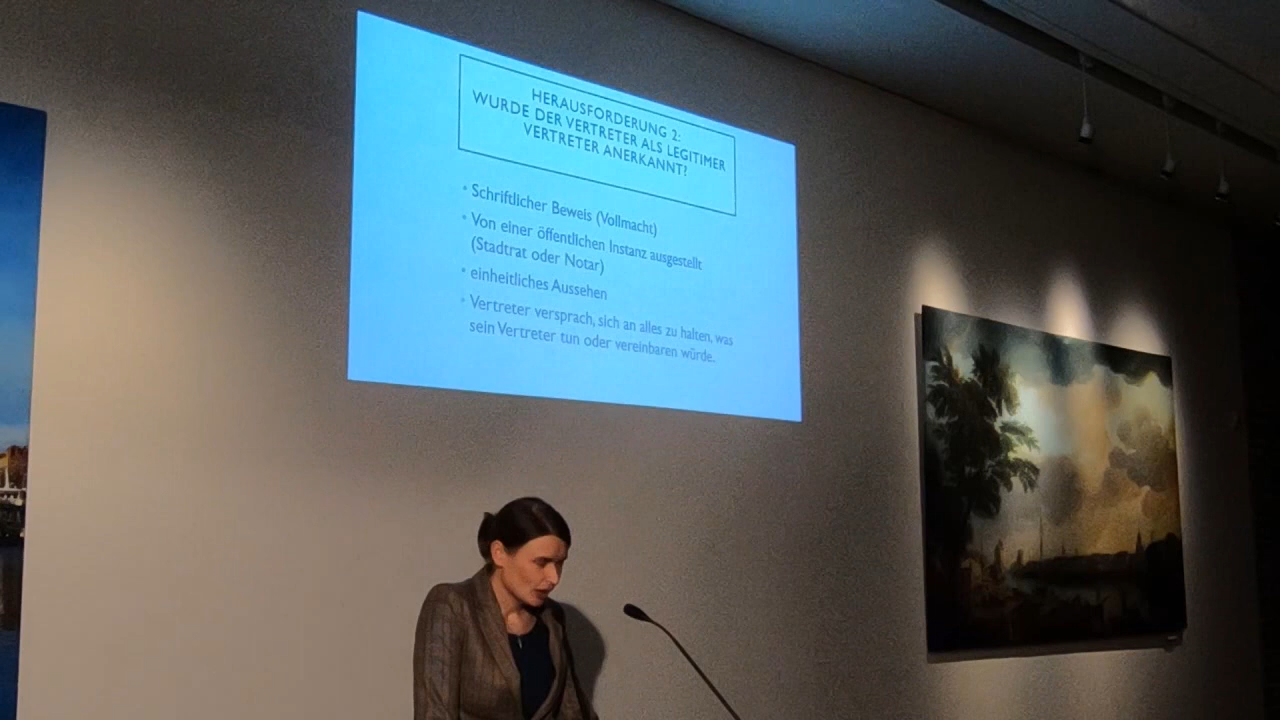 HERAUSFORDERUNG 2:
WURDE DER VERTRETER ALS LEGITIMER
VERTRETER ANERKANNT?
• Schriftlicher Beweis (Vollmacht)
• Von einer öffentlichen Instanz ausgestellt
(Stadtrat oder Notar)
• einheitliches Aussehen
• Vertreter versprach, sich an alles zu halten, was
sein Vertreter tun oder vereinbaren würde.